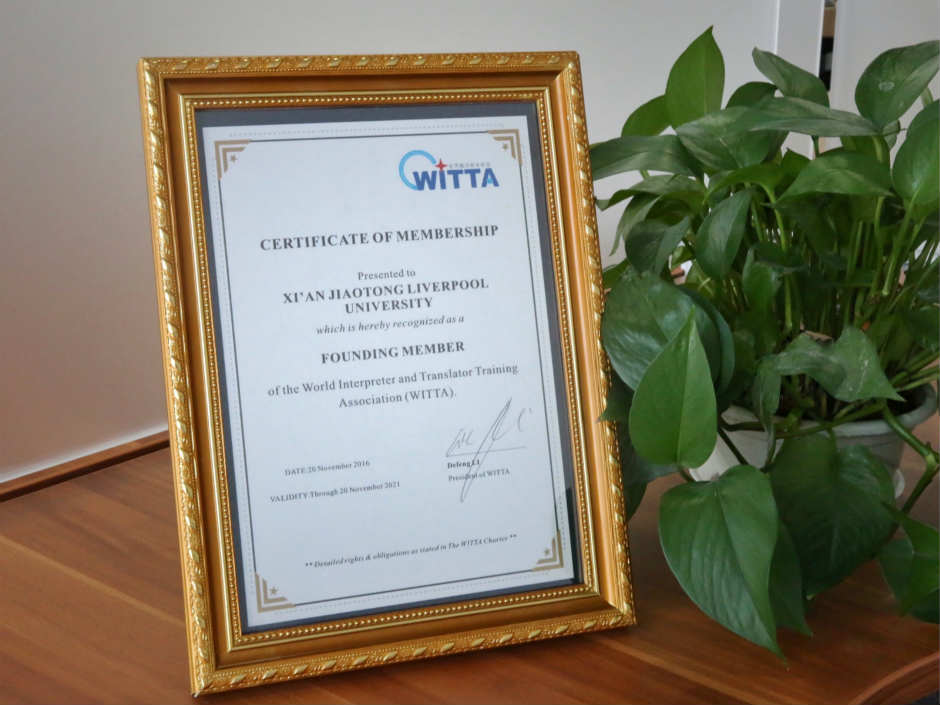 WITTA
CERTIFICATE OF MEMBERSHIP
Presented to
XI'AN JIAOTONG LIVERPOOL
UNIVERSITY
which is hereby recognized as a
FOUNDING MEMBER
of the World Interpreter and Translator Training
Association (WITTA).
DATE:20 November 2016
Defeng LI
President of WITTA
VALIDITY:Through 20 November 2021
** Detailed rights & obligations as stated in The WITTA Charter **